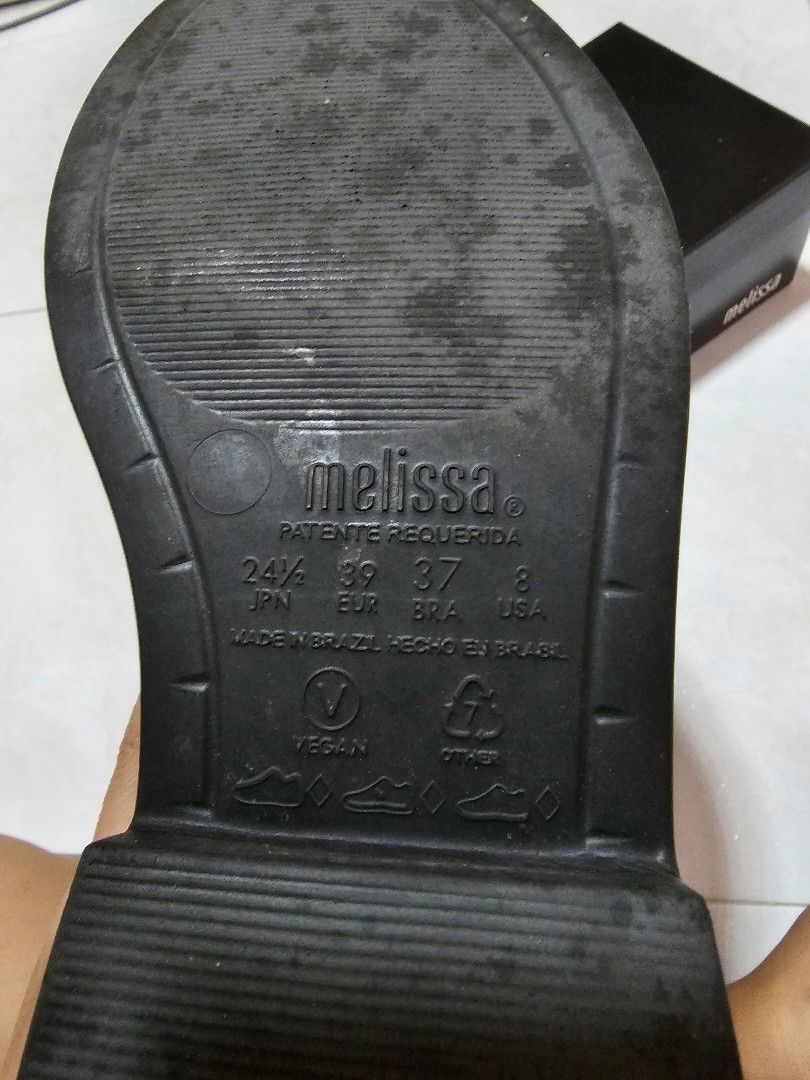 melissa
melissa®
PATENTE REQUERIDA
24½ 39 37 8
JPN EUR BRA USA
MADE IN BRAZIL HECHO EN BRASIL
V
VEGAN
7
OTHER